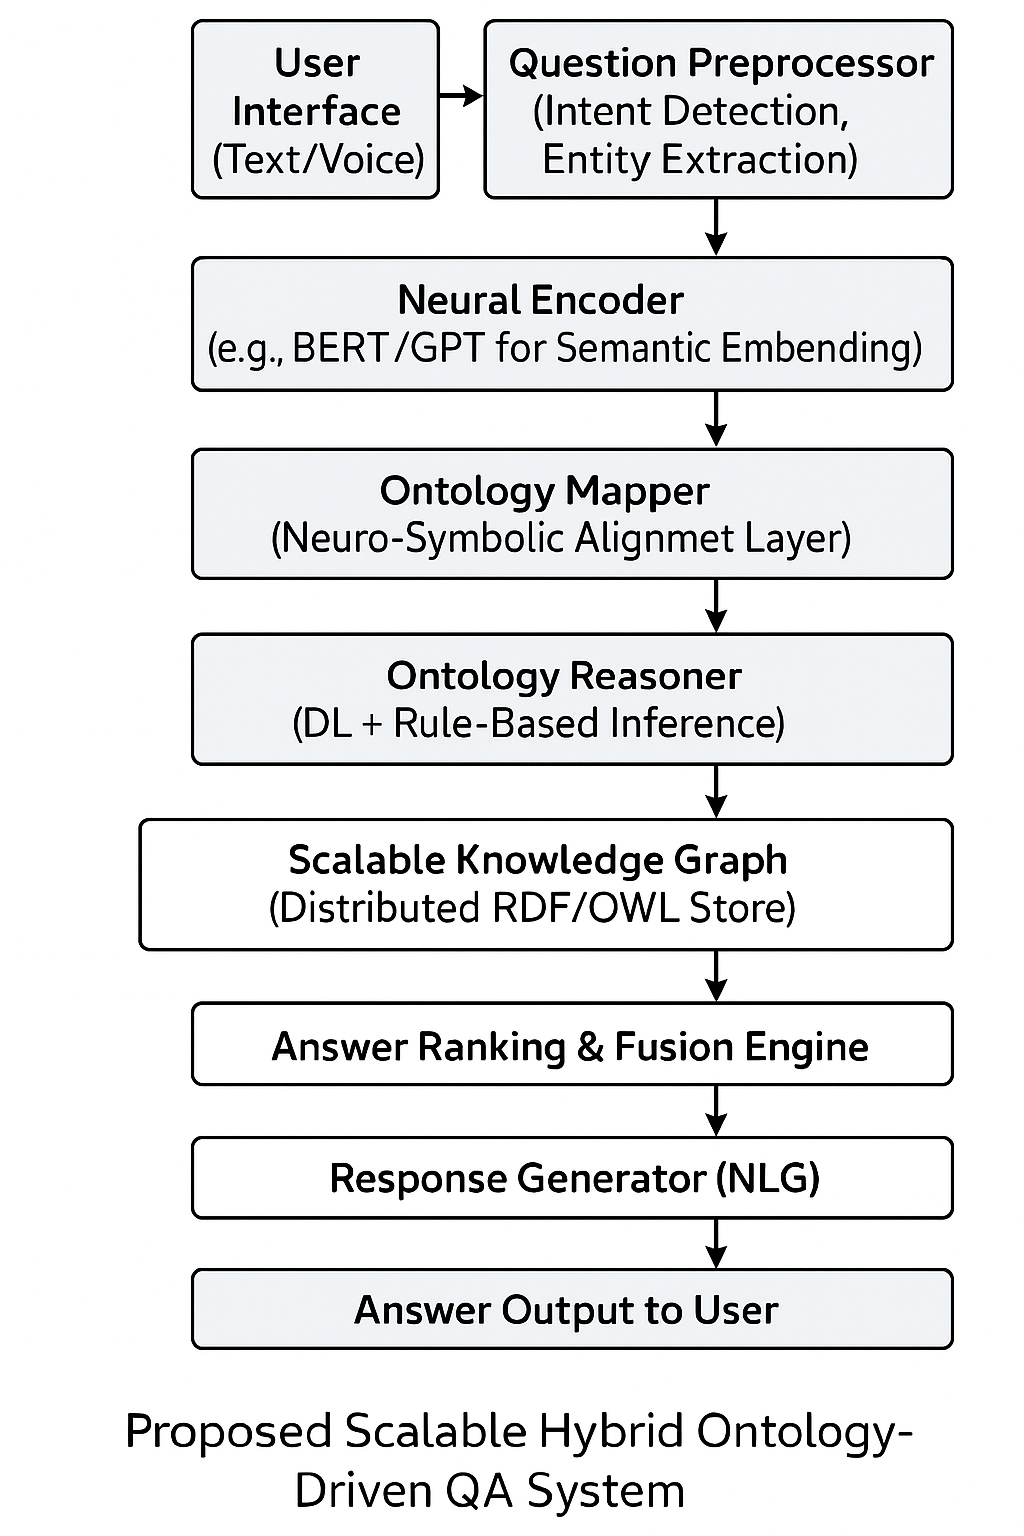 User
Interface
(Text/Voice)
Question Preprocessor
(Intent Detection,
Entity Extraction)
Neural Encoder
(e.g., BERT/GPT for Semantic Embending)
Ontology Mapper
(Neuro-Symbolic Alignmet Layer)
Ontology Reasoner
(DL + Rule-Based Inference)
Scalable Knowledge Graph
(Distributed RDF/OWL Store)
Answer Ranking & Fusion Engine
Response Generator (NLG)
Answer Output to User
Proposed Scalable Hybrid Ontology-
Driven QA System